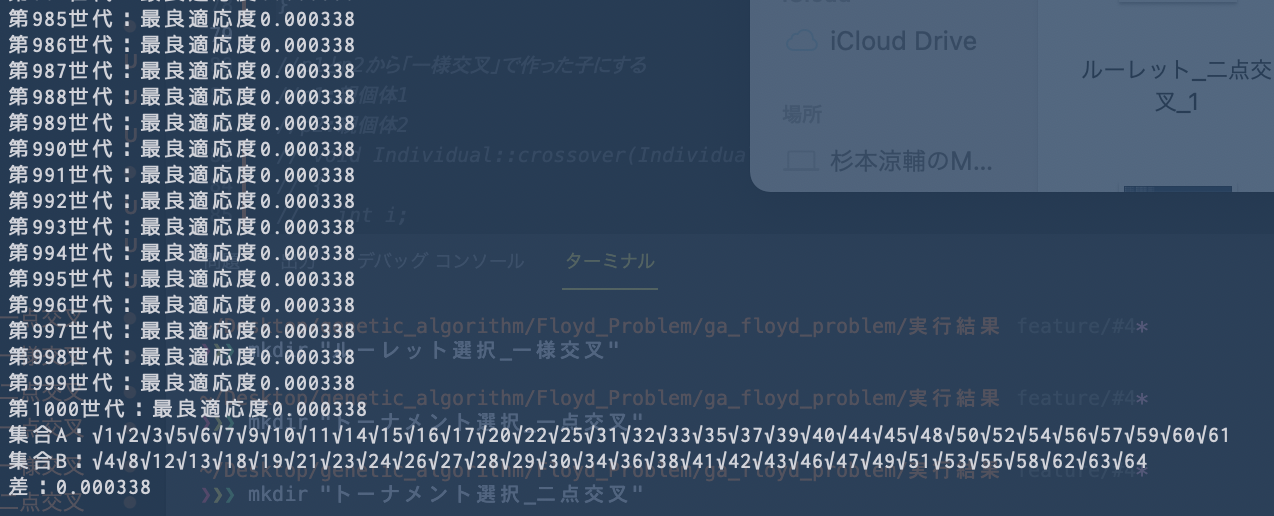 第985世代：最良適応度0.000338
第986世代：最良適応度0.000338
第987世代：最良適応度0.000338
第988世代：最良適応度0.000338
第989世代：最良適応度0.000338
第990世代：最良適応度0.000338
第991世代：最良適応度0.000338
第992世代：最良適応度0.000338
第993世代：最良適応度0.000338
第994世代：最良適応度0.000338
第995世代：最良適応度0.000338
第996世代：最良適応度0.000338
第997世代：最良適応度0.000338
第998世代：最良適応度0.000338
第999世代：最良適応度0.000338
第1000世代：最良適応度0.000338
集合A：√1√2√3√5√6√7√9√10√11√14√15√16√17√20√22√25√31√32√33√35√37√39√40√44√45√48√50√52√54√56√57√59√60√61
集合B：√4√8√12√13√18√19√21√23√24√26√27√28√29√30√34√36√38√41√42√43√46√47√49√51√53√55√58√62√63√64
差：0.000338
2から「一様交叉」で作った子にする
個体1
個体2
void Individual::crossover(Individua
int i;
デバッグ コンソール
ターミナル
~/Desktop/genetic_algorithm/Floyd_Problem/ga_floyd_problem/実行結果 feature/#4*
❯❯❯ mkdir "ルーレット選択_一様交叉"
~/Desktop/genetic_algorithm/Floyd_Problem/ga_floyd_problem/実行結果 feature/#4*
❯❯❯ mkdir "トーナメント選択_一点交叉"
~/Desktop/genetic_algorithm/Floyd_Problem/ga_floyd_problem/実行結果 feature/#4*
❯❯❯ mkdir "トーナメント選択_二点交叉"
iCloud
iCloud Drive
場所
杉本涼輔のM...
ルーレット_二点交
叉_1